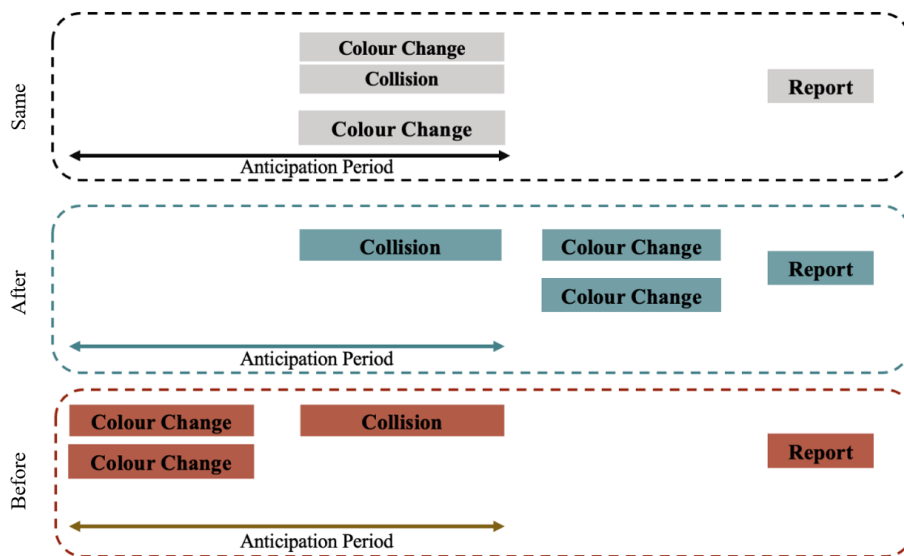 Same
Colour Change
Collision
Report
Colour Change
Anticipation Period
After
Collision
Colour Change
Report
Colour Change
Anticipation Period
Before
Colour Change
Collision
Report
Colour Change
Anticipation Period